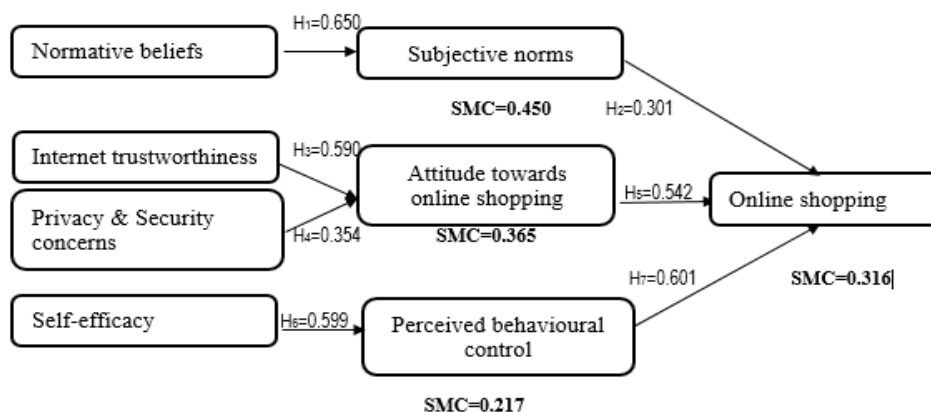 Normative beliefs
H₁=0.650
Subjective norms
SMC=0.450
H₂=0.301
Internet trustworthiness
H₃=0.590
Privacy & Security
concerns
H₄=0.354
Attitude towards
online shopping
SMC=0.365
H₅=0.542
Online shopping
SMC=0.316
Self-efficacy
H₆=0.599
Perceived behavioural
control
H₇=0.601
SMC=0.217